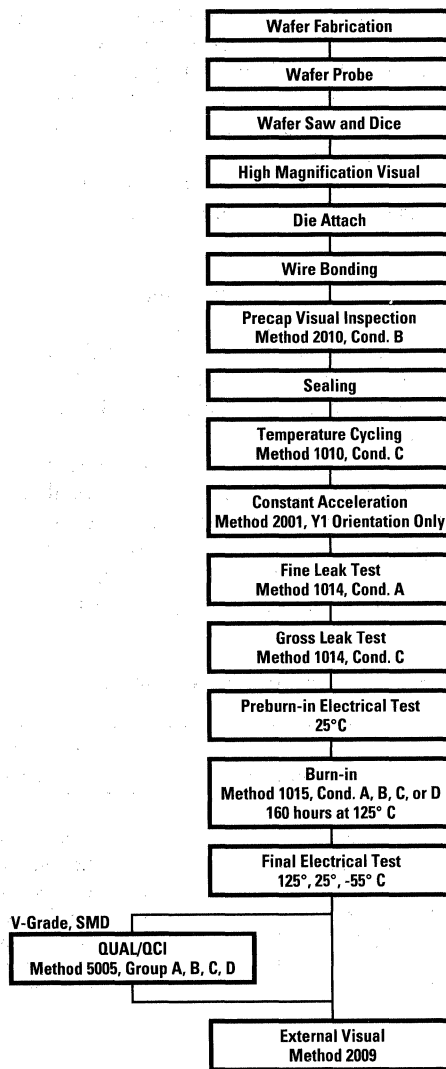 Wafer Fabrication
Wafer Probe
Wafer Saw and Dice
High Magnification Visual
Die Attach
Wire Bonding
Precap Visual Inspection
Method 2010, Cond. B
Sealing
Temperature Cycling
Method 1010, Cond. C
Constant Acceleration
Method 2001, Y1 Orientation Only
Fine Leak Test
Method 1014, Cond. A
Gross Leak Test
Method 1014, Cond. C
Preburn-in Electrical Test
25°C
Burn-in
Method 1015, Cond. A, B, C, or D
160 hours at 125° C
Final Electrical Test
125°, 25°, -55° C
V-Grade, SMD
QUAL/QCI
Method 5005, Group A, B, C, D
External Visual
Method 2009